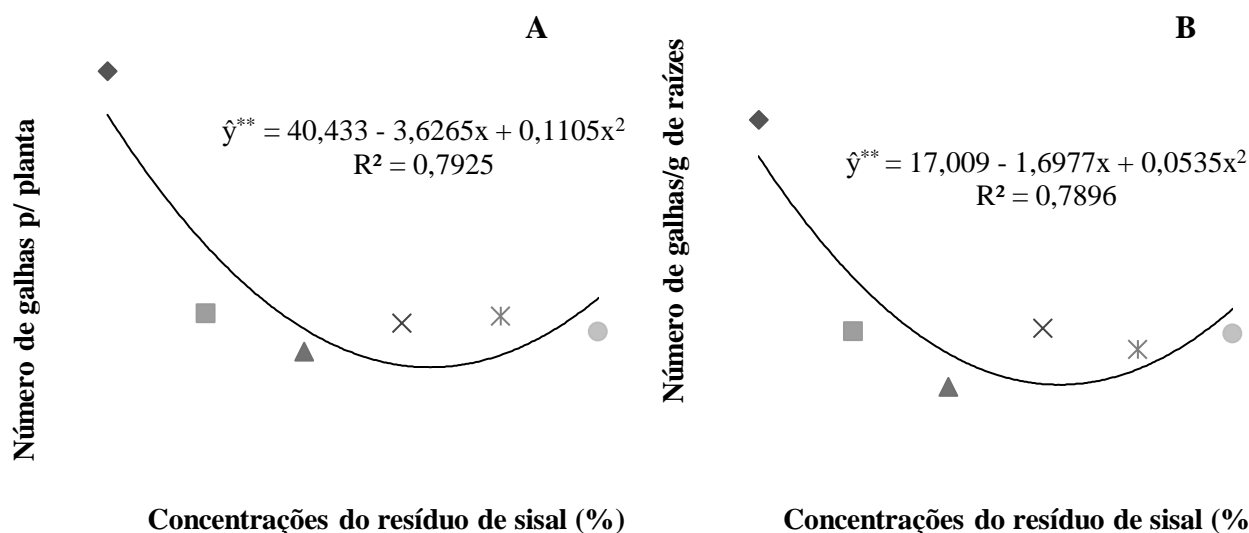 A
Número de galhas p/ planta
ŷ** = 40,433 - 3,6265x + 0,1105x²
R² = 0,7925
Concentrações do resíduo de sisal (%)
B
Número de galhas/g de raízes
ŷ** = 17,009 - 1,6977x + 0,0535x²
R² = 0,7896
Concentrações do resíduo de sisal (%